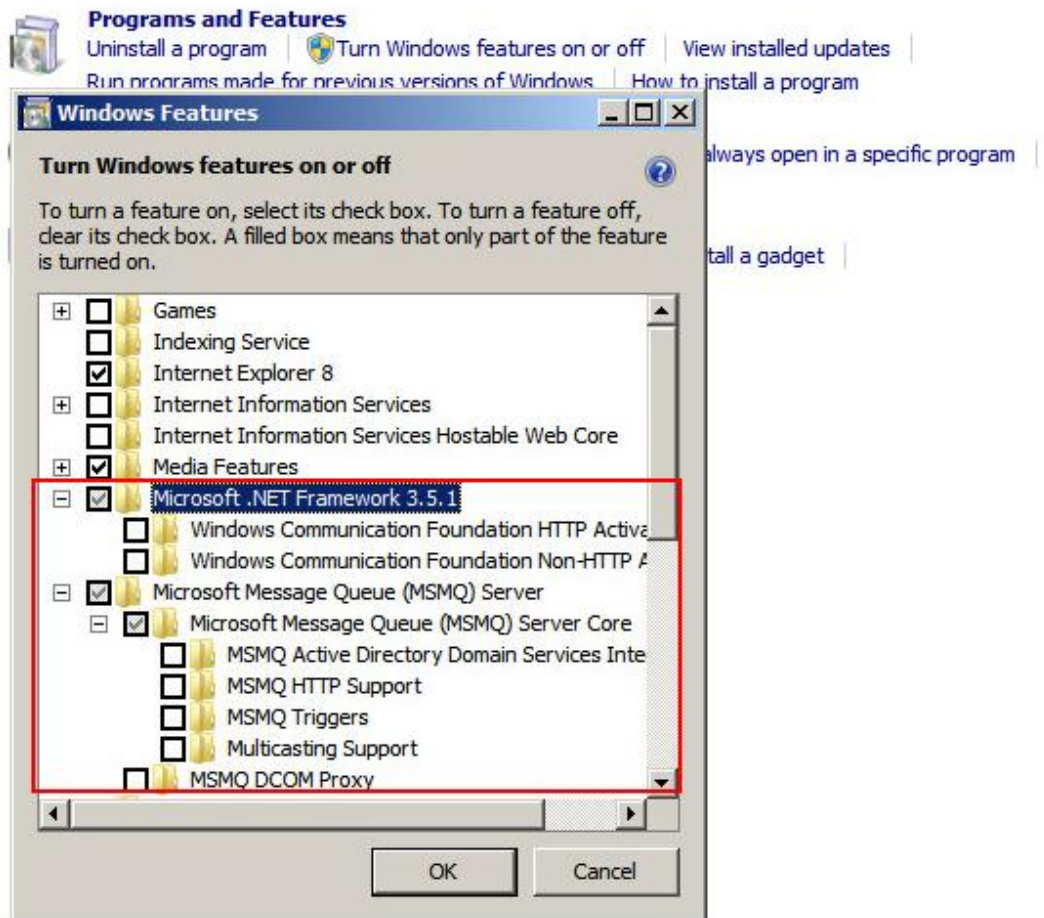 Programs and Features
Uninstall a program Turn Windows features on or off View installed updates
Run programs made for previous versions of Windows How to install a program
Windows Features
always open in a specific program
Turn Windows features on or off
To turn a feature on, select its check box. To turn a feature off,
clear its check box. A filled box means that only part of the feature
tall a gadget
is turned on.
Games
Indexing Service
Internet Explorer 8
Internet Information Services
Internet Information Services Hostable Web Core
Media Features
Microsoft .NET Framework 3.5.1
Windows Communication Foundation HTTP Activa
Windows Communication Foundation Non-HTTP A
Microsoft Message Queue (MSMQ) Server
Microsoft Message Queue (MSMQ) Server Core
MSMQ Active Directory Domain Services Inte
MSMQ HTTP Support
MSMQ Triggers
Multicasting Support
MSMQ DCOM Proxy
OK Cancel